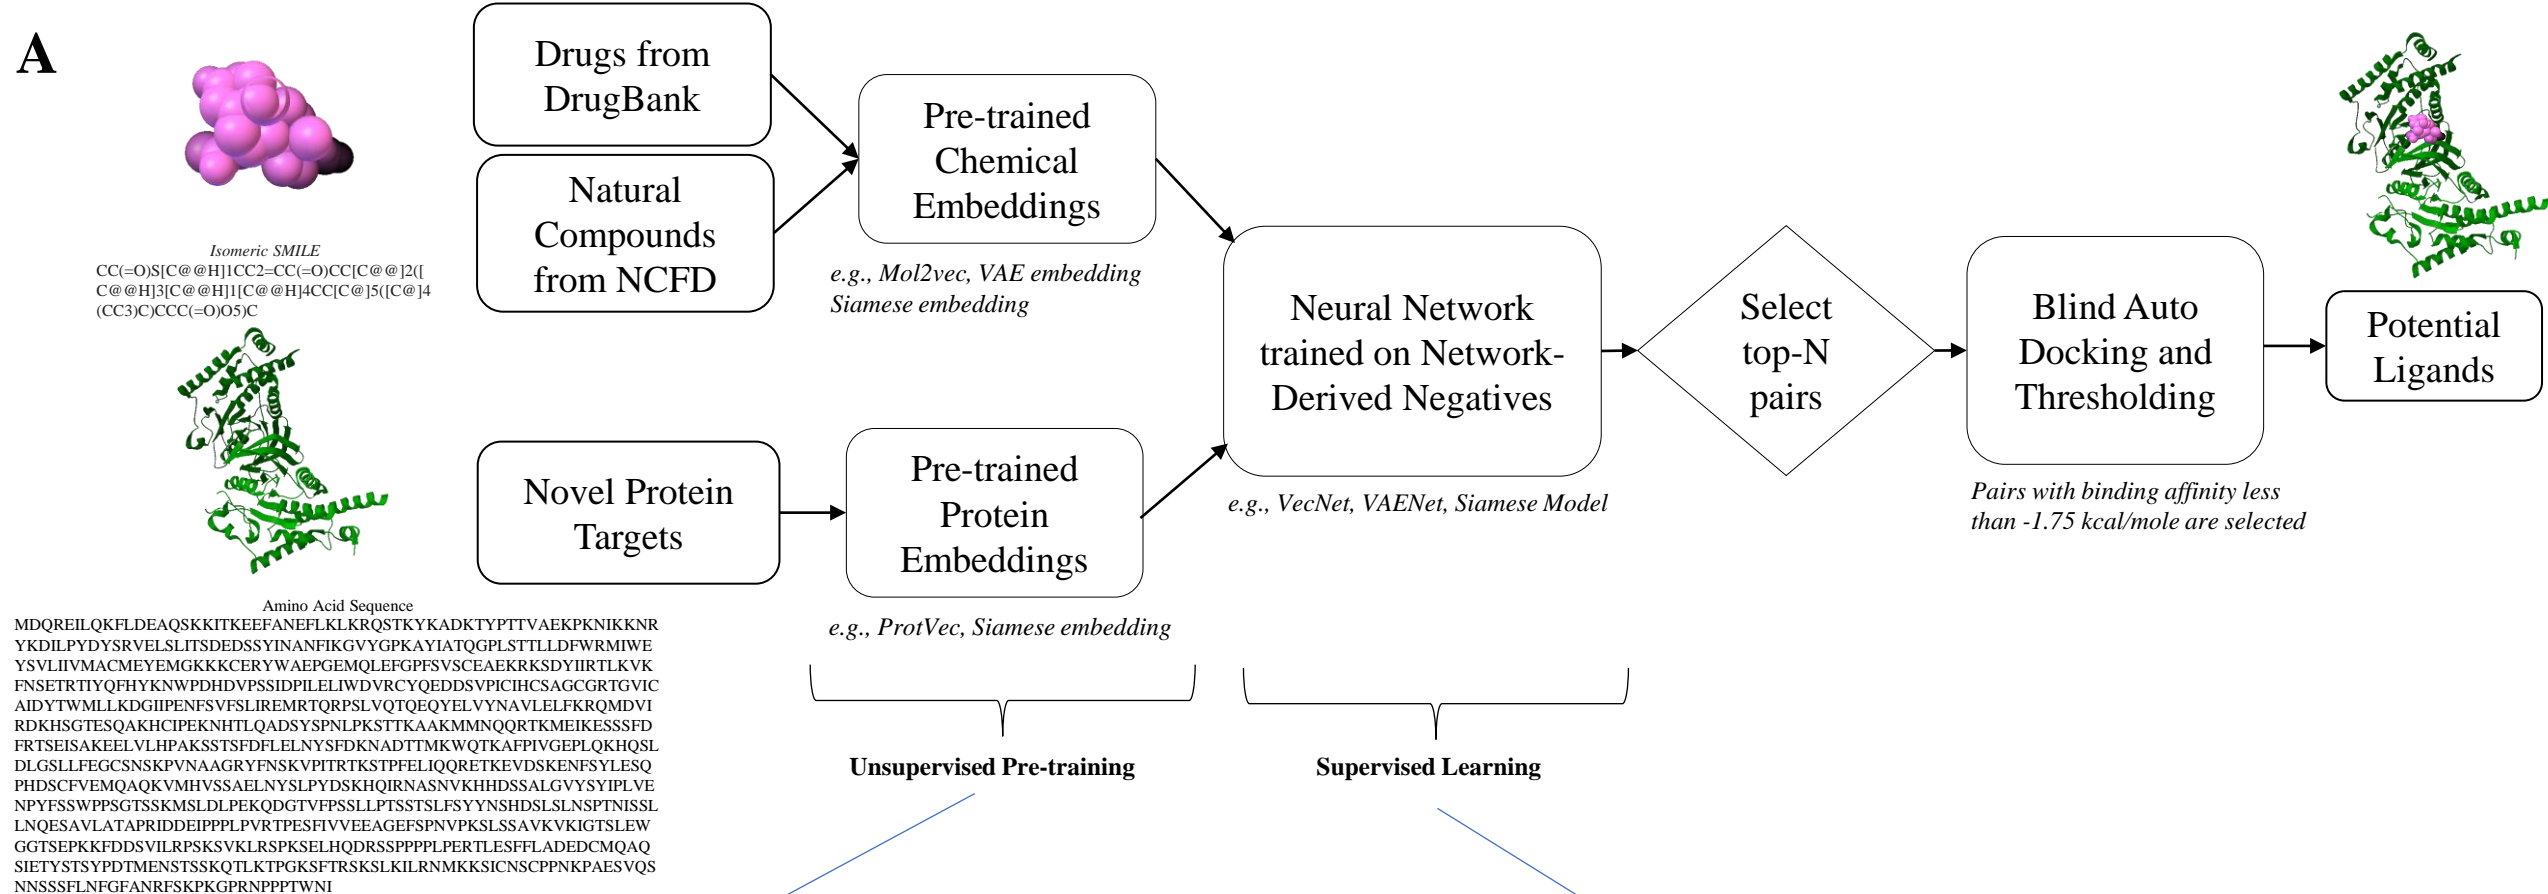 A
Isomeric SMILE
CC(=O)S[C@@H]1CC2=CC(=O)CC[C@@]2([
C@@H]3[C@@H]1[C@@H]4CC[C@]5([C@]4
(CC3)C)CCC(=O)O5)C
Amino Acid Sequence
MDQREILQKFLDEAQSKKITKEEFANEFLKLKRQSTKYKADKTYPTTVAEKPKNIKKNR
YKDILPYDYSRVELSLITSDEDSSYINANFIKGVYGPKAYIATQGPLSTTLLDFWRMIWE
YSVLIIVMACMEYEMGKKKCERYWAEPGEMQLEFGPFSVSCEAEKRKSDYIIRTLKVK
FNSETRTIYQFHYKNWPDHDVPSSIDPILELIWDVRCYQEDDSVPICIHCSAGCGRTGVIC
AIDYTWMLLKDGIIPENFSVFSLIREMRTQRPSLVQTQEQYELVYNAVLELFKRQMDVI
RDKHSGTESQAKHCIPEKNHTLQADSYSPNLPKSTTKAAKMMNQQRTKMEIKESSSFD
FRTSEISAKEELVLHPAKSSTSFDFLELNYSFDKNADTTMKWQTKAFPIVGEPLQKHQSL
DLGSLLFEGCSNSKPVNAAGRYFNSKVPITRTKSTPFELIQQRETKEVDSKENFSYLESQ
PHDSCFVEMQAQKVMHVSSAELNYSLPYDSKHQIRNASNVKHHDSSALGVYSYIPLVE
NPYFSSWPPSGTSSKMSLDLPEKQDGTVFPSSLLPTSSTSLFSYYNSHDSLSLNSPTNISSL
LNQESAVLATAPRIDDEIPPPLPVRTPESFIVVEEAGEFSPNVPKSLSSAVKVKIGTSLEW
GGTSEPKKFDDSVILRPSKSVKLRSPKSELHQDRSSPPPPLPERTLESFFLADEDCMQAQ
SIETYSTSYPDTMENSTSSKQTLKTPGKSFTRSKSLKILRNMKKSICNSCPPNKPAESVQS
NNSSSFLNFGFANRFSKPKGPRNPPPTWNI
Drugs from
DrugBank
Natural
Compounds
from NCFD
Novel Protein
Targets
Pre-trained
Chemical
Embeddings
e.g., Mol2vec, VAE embedding
Siamese embedding
Pre-trained
Protein
Embeddings
e.g., ProtVec, Siamese embedding
Unsupervised Pre-training
Neural Network
trained on Network-
Derived Negatives
e.g., VecNet, VAENet, Siamese Model
Supervised Learning
Select
top-N
pairs
Blind Auto
Docking and
Thresholding
Pairs with binding affinity less
than -1.75 kcal/mole are selected
Potential
Ligands